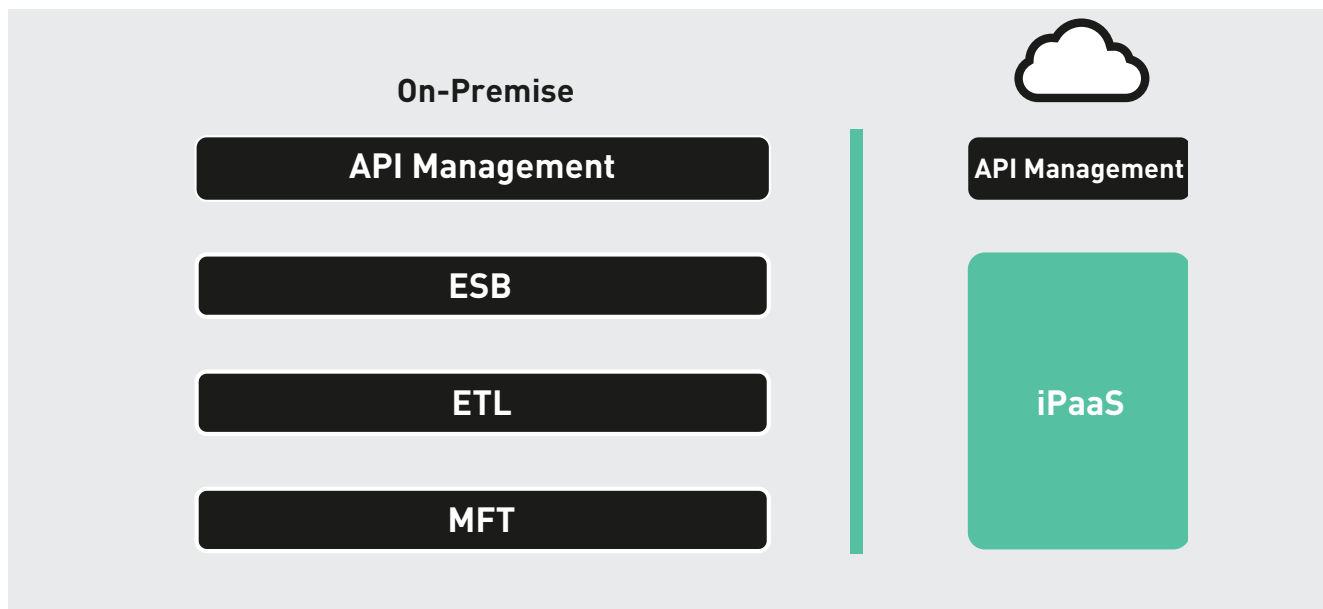 On-Premise
API Management
ESB
ETL
MFT
API Management
iPaaS